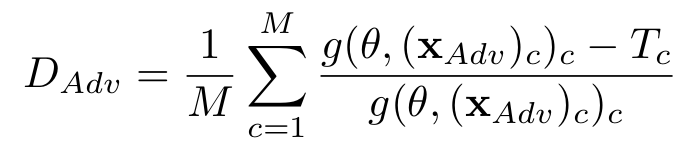 D_{Adv} = \frac{1}{M} \sum_{c=1}^{M} \frac{g(\theta, (\mathbf{x}_{Adv})_c)_c - T_c}{g(\theta, (\mathbf{x}_{Adv})_c)_c}